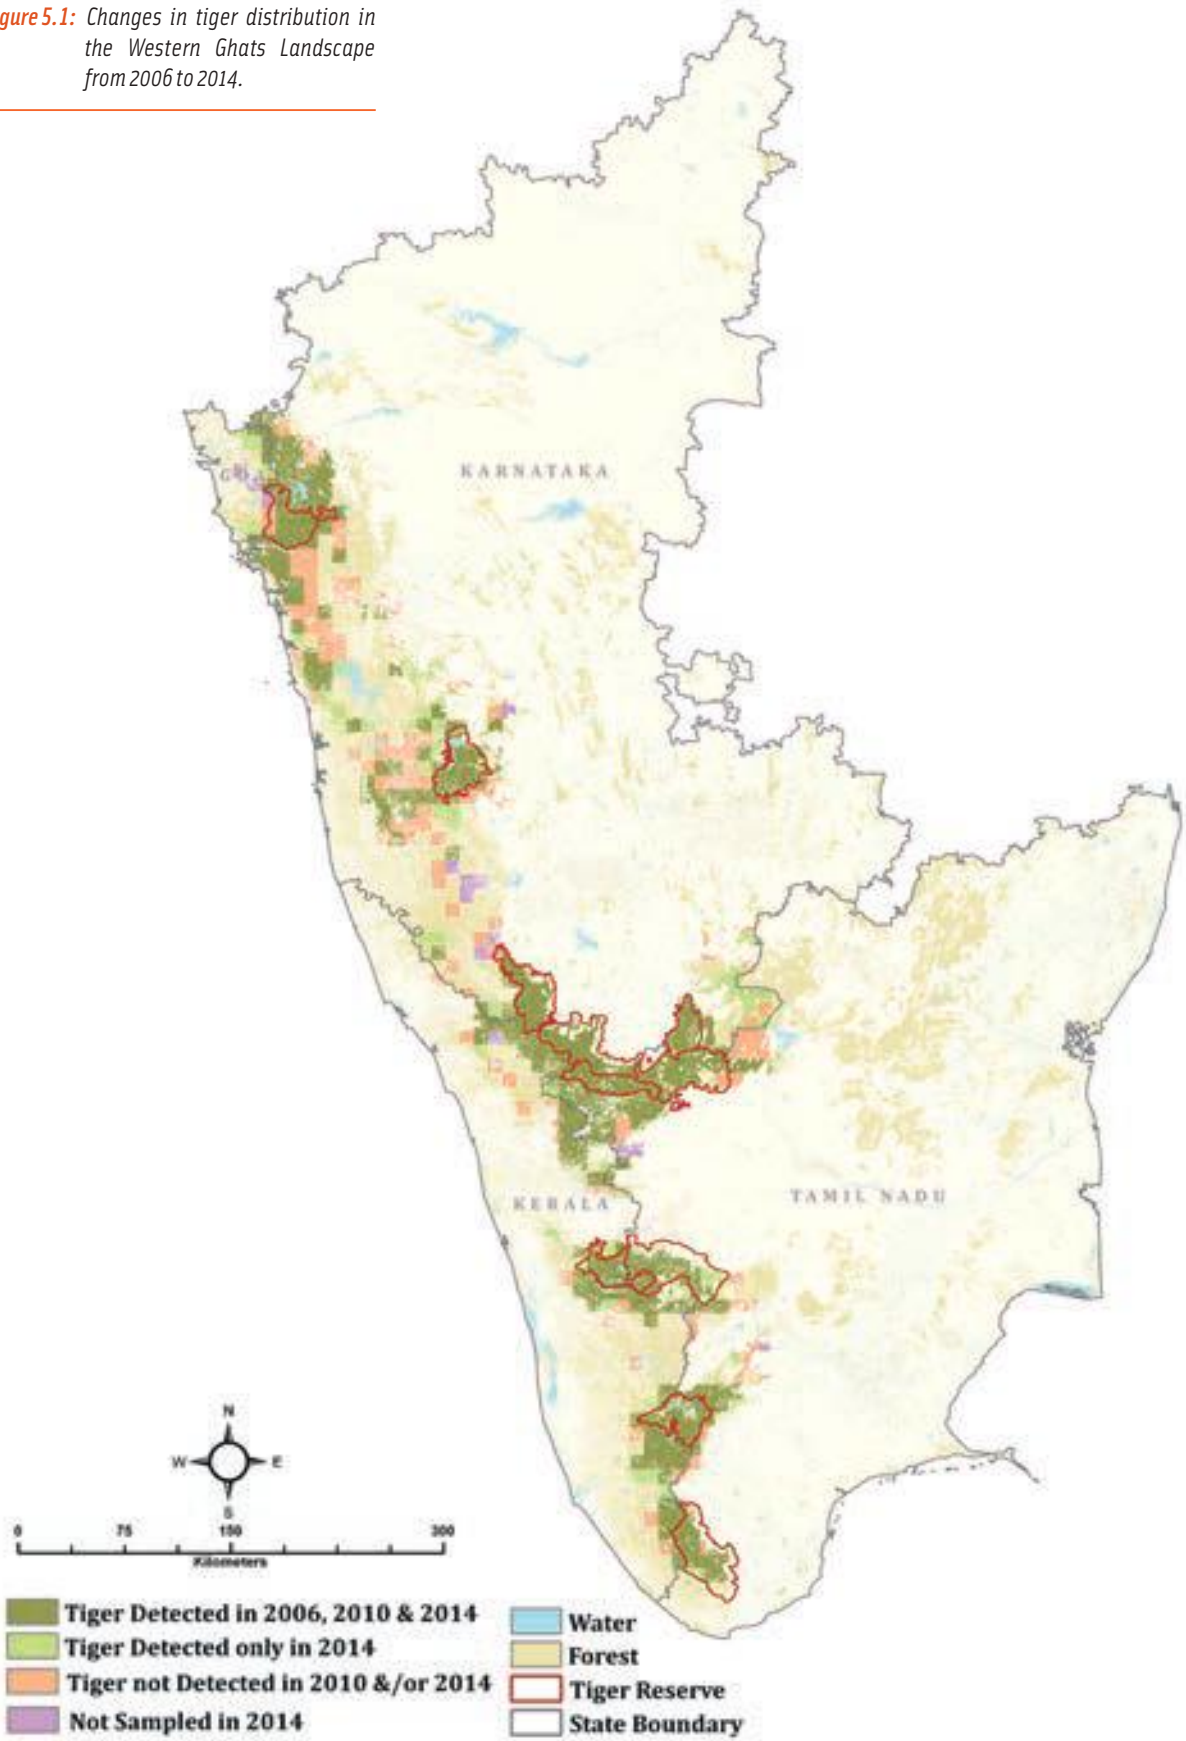 gure 5.1: Changes in tiger distribution in
the Western Ghats Landscape
from 2006 to 2014.
KARNATAKA
GOA
TAMIL NADU
KERALA
N
W E
S
0 75 150 300
Kilometers
Tiger Detected in 2006, 2010 & 2014
Tiger Detected only in 2014
Tiger not Detected in 2010 &/or 2014
Not Sampled in 2014
Water
Forest
Tiger Reserve
State Boundary